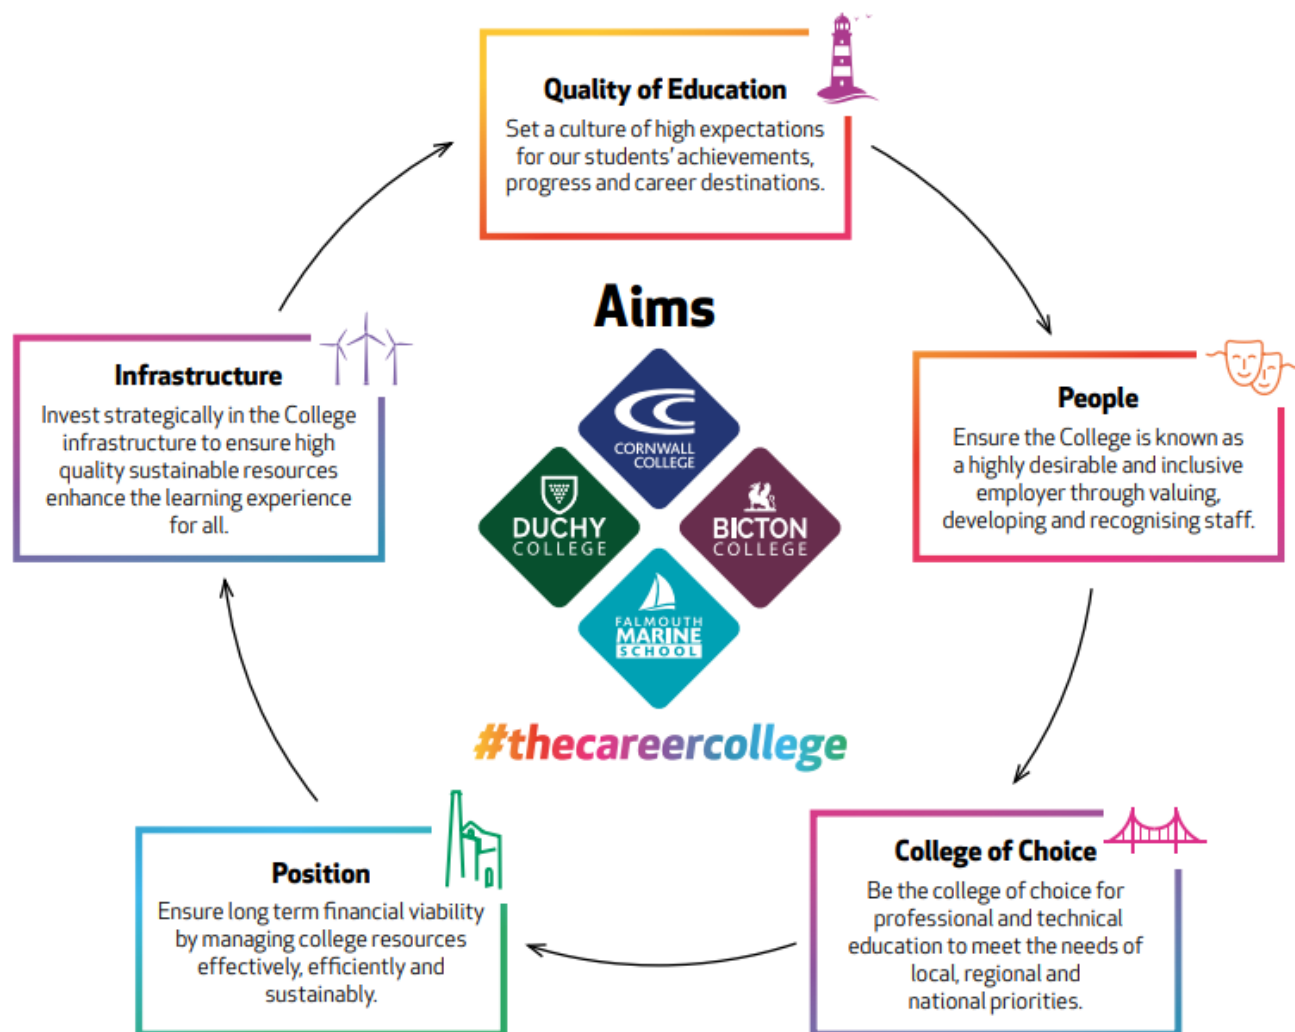 Quality of Education
Set a culture of high expectations
for our students' achievements,
progress and career destinations.
People
Ensure the College is known as
a highly desirable and inclusive
employer through valuing,
developing and recognising staff.
College of Choice
Be the college of choice for
professional and technical
education to meet the needs of
local, regional and
national priorities.
Position
Ensure long term financial viability
by managing college resources
effectively, efficiently and
sustainably.
Infrastructure
Invest strategically in the College
infrastructure to ensure high
quality sustainable resources
enhance the learning experience
for all.
Aims
CORNWALL
COLLEGE
DUCHY
COLLEGE
BICTON
COLLEGE
FALMOUTH
MARINE
SCHOOL
#thecareercollege